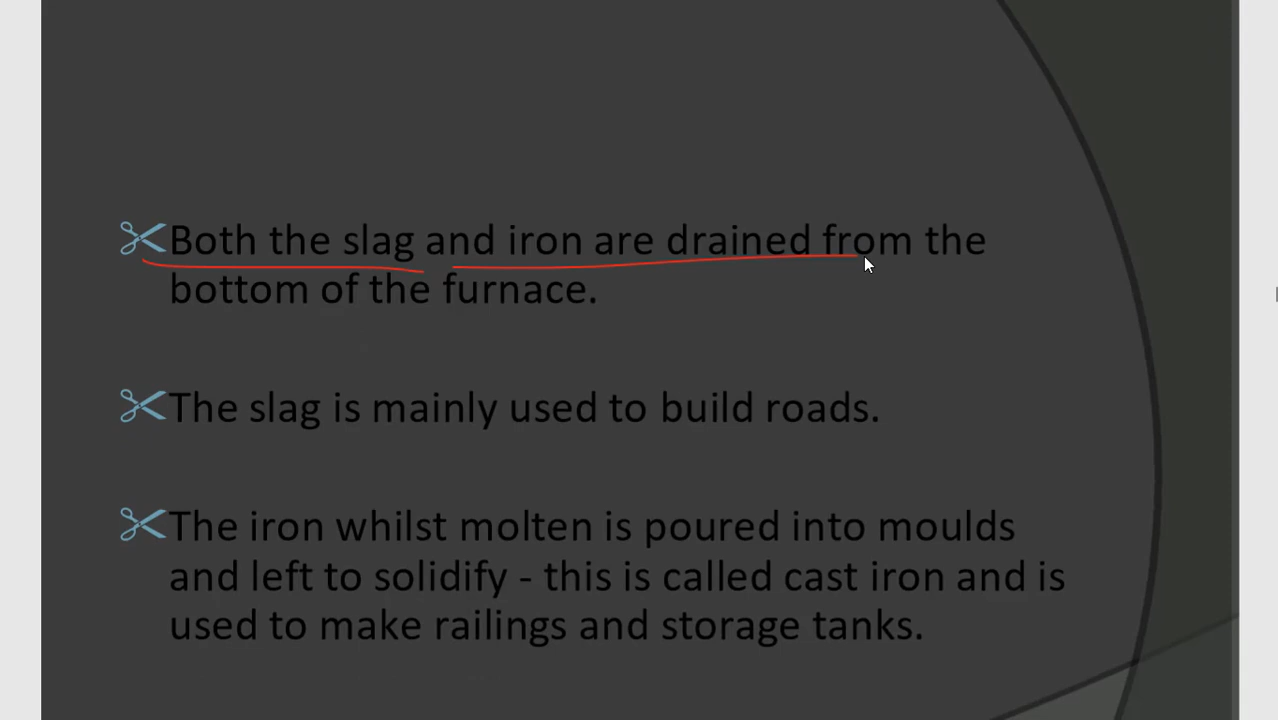 Both the slag and iron are drained from the
bottom of the furnace.
The slag is mainly used to build roads.
The iron whilst molten is poured into moulds
and left to solidify - this is called cast iron and is
used to make railings and storage tanks.